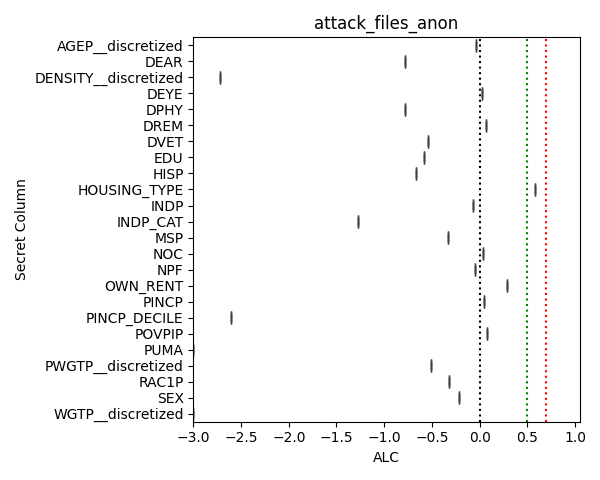 attack_files_anon
AGEP__discretized
DEAR
DENSITY__discretized
DEYE
DPHY
DREM
DVET
EDU
HISP
HOUSING_TYPE
INDP
INDP_CAT
MSP
NOC
NPF
OWN_RENT
PINCP
PINCP_DECILE
POVPIP
PUMA
PWGTP__discretized
RAC1P
SEX
WGTP__discretized
Secret Column
−3.0 −2.5 −2.0 −1.5 −1.0 −0.5 0.0 0.5 1.0
ALC